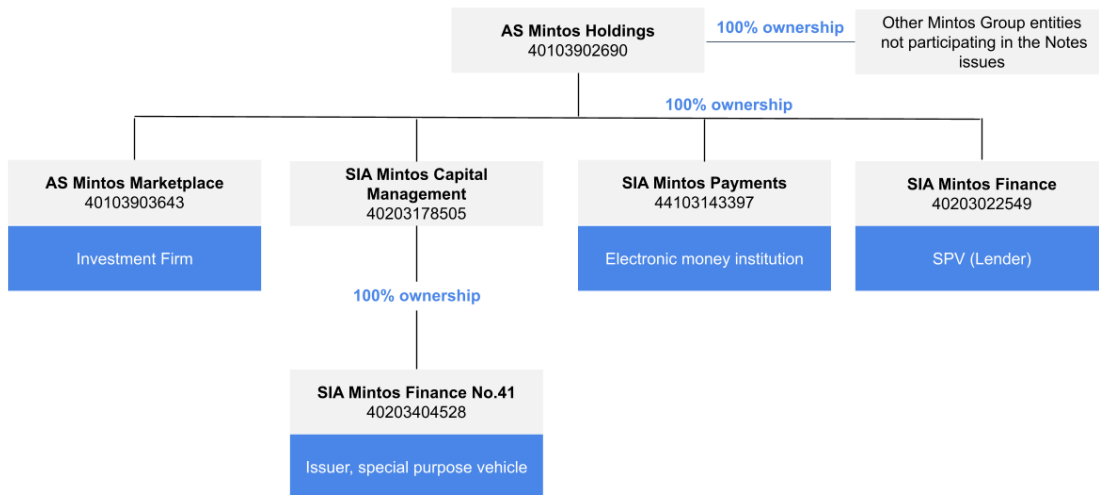 AS Mintos Holdings
40103902690
100% ownership
Other Mintos Group entities
not participating in the Notes
issues
100% ownership
AS Mintos Marketplace
40103903643
Investment Firm
SIA Mintos Capital
Management
40203178505
SIA Mintos Payments
44103143397
Electronic money institution
SIA Mintos Finance
40203022549
SPV (Lender)
100% ownership
SIA Mintos Finance No.41
40203404528
Issuer, special purpose vehicle